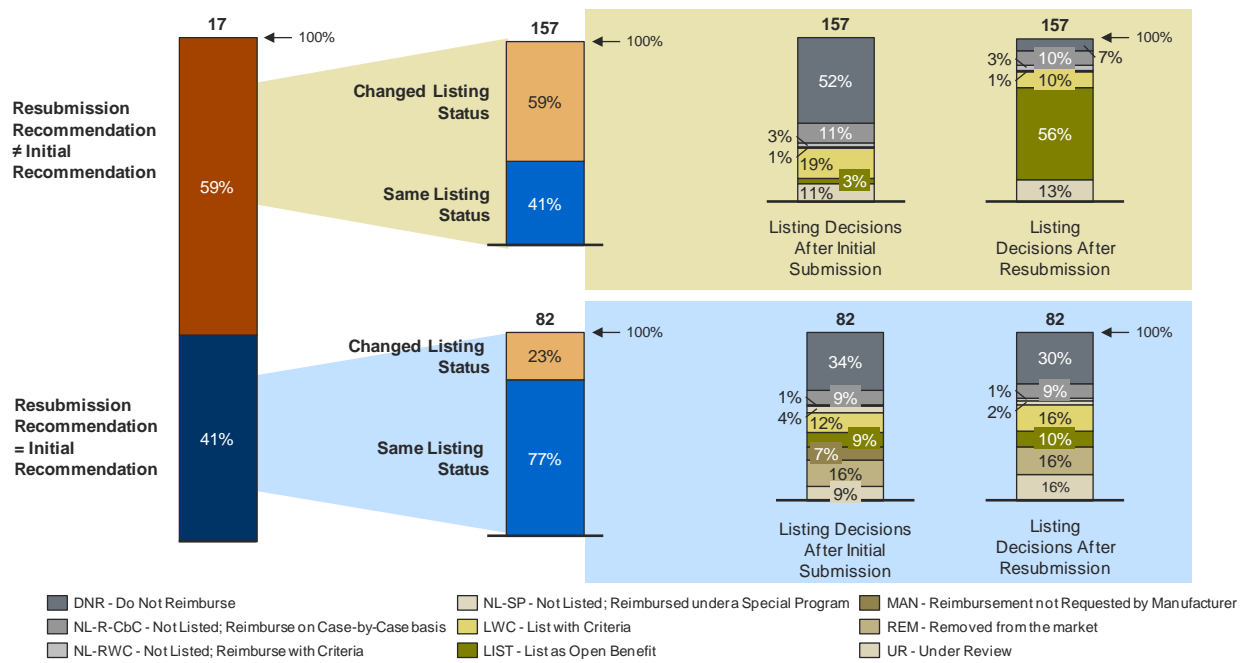 17
100%
59%
41%
Resubmission
Recommendation
≠ Initial
Recommendation
Resubmission
Recommendation
= Initial
Recommendation
157
100%
Changed Listing
Status
59%
Same Listing
Status
41%
157
52%
11%
3%
1%
19%
3%
11%
Listing Decisions
After Initial
Submission
157
100%
7%
10%
3%
1%
10%
56%
13%
Listing
Decisions After
Resubmission
82
100%
Changed Listing
Status
23%
Same Listing
Status
77%
82
34%
9%
1%
4%
12%
9%
7%
16%
9%
Listing Decisions
After Initial
Submission
82
100%
30%
9%
1%
2%
16%
10%
16%
16%
Listing
Decisions After
Resubmission
DNR - Do Not Reimburse
NL-R-CbC - Not Listed; Reimburse on Case-by-Case basis
NL-RWC - Not Listed; Reimburse with Criteria
NL-SP - Not Listed; Reimbursed under a Special Program
LWC - List with Criteria
LIST - List as Open Benefit
MAN - Reimbursement not Requested by Manufacturer
REM - Removed from the market
UR - Under Review